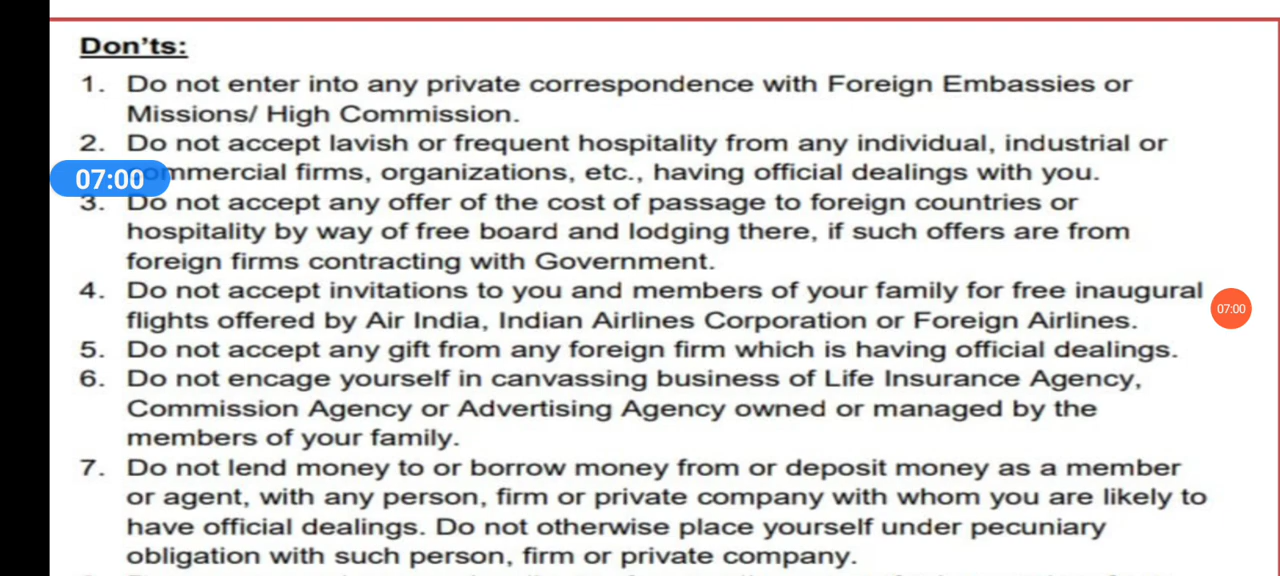 Don'ts:
1. Do not enter into any private correspondence with Foreign Embassies or
Missions/ High Commission.
2. Do not accept lavish or frequent hospitality from any individual, industrial or
07:00
ommercial firms, organizations, etc., having official dealings with you.
3. Do not accept any offer of the cost of passage to foreign countries or
hospitality by way of free board and lodging there, if such offers are from
foreign firms contracting with Government.
4. Do not accept invitations to you and members of your family for free inaugural
flights offered by Air India, Indian Airlines Corporation or Foreign Airlines.
07:00
5. Do not accept any gift from any foreign firm which is having official dealings.
6. Do not encage yourself in canvassing business of Life Insurance Agency,
Commission Agency or Advertising Agency owned or managed by the
members of your family.
7. Do not lend money to or borrow money from or deposit money as a member
or agent, with any person, firm or private company with whom you are likely to
have official dealings. Do not otherwise place yourself under pecuniary
obligation with such person, firm or private company.